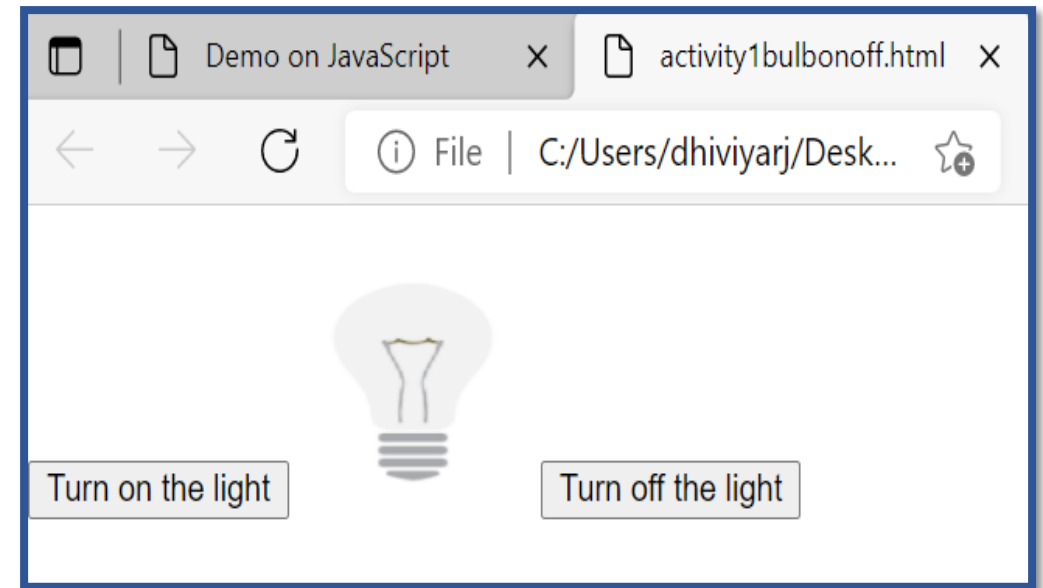 Demo on JavaScript
activity1bulbonoff.html
File | C:/Users/dhiviyarj/Desk...
Turn on the light
Turn off the light